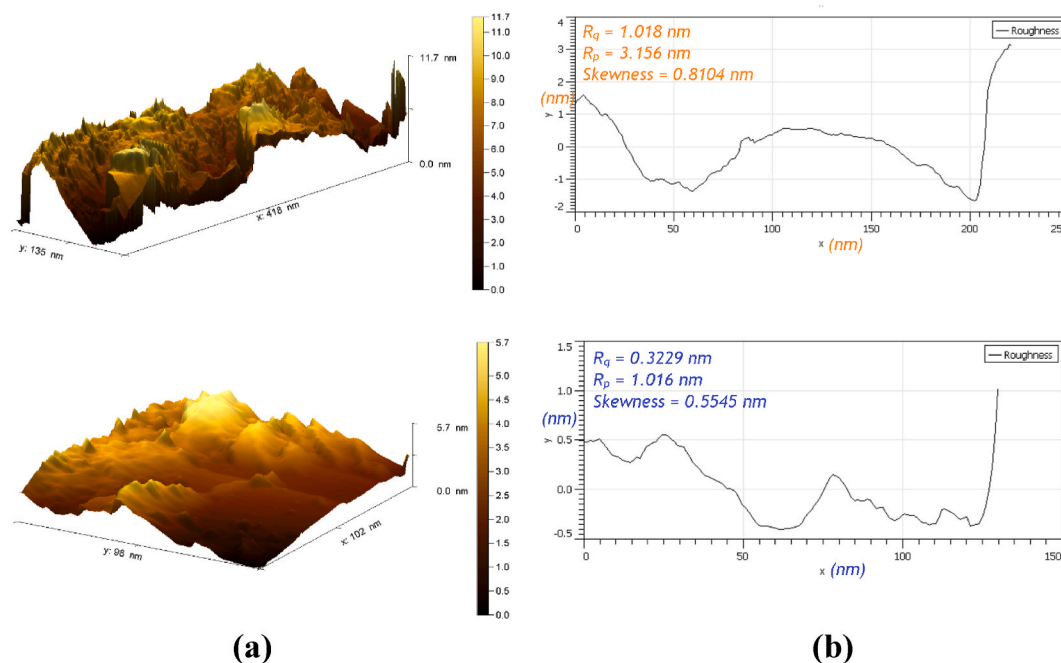 11.7
11.0
10.0
9.0
8.0
7.0
6.0
5.0
4.0
3.0
2.0
1.0
0.0
11.7 nm
0.0 nm
x: 418 nm
y: 135 nm
Rq = 1.018 nm
Rp = 3.156 nm
Skewness = 0.8104 nm
Roughness
(nm)
y
4
3
2
1
0
-1
-2
0
50
100
150
200
250
x (nm)
5.7
5.0
4.5
4.0
3.5
3.0
2.5
2.0
1.5
1.0
0.5
0.0
5.7 nm
0.0 nm
x: 102 nm
y: 98 nm
Rq = 0.3229 nm
Rp = 1.016 nm
Skewness = 0.5545 nm
Roughness
(nm)
y
1.5
1.0
0.5
0.0
-0.5
0
50
100
150
x (nm)
(a)
(b)